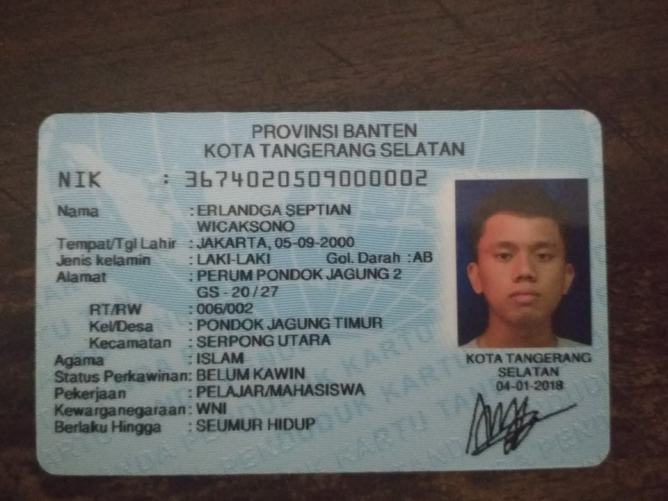 PROVINSI BANTEN
KOTA TANGERANG SELATAN
NIK : 3674020509000002
Nama : ERLANDGA SEPTIAN
WICAKSONO
Tempat/Tgl Lahir : JAKARTA, 05-09-2000
Jenis kelamin : LAKI-LAKI Gol. Darah : AB
Alamat : PERUM PONDOK JAGUNG 2
GS - 20 / 27
RT/RW : 006/002
Kel/Desa : PONDOK JAGUNG TIMUR
Kecamatan : SERPONG UTARA
Agama : ISLAM
Status Perkawinan: BELUM KAWIN
Pekerjaan : PELAJAR/MAHASISWA
Kewarganegaraan: WNI
Berlaku Hingga : SEUMUR HIDUP
KOTA TANGERANG
SELATAN
04-01-2018